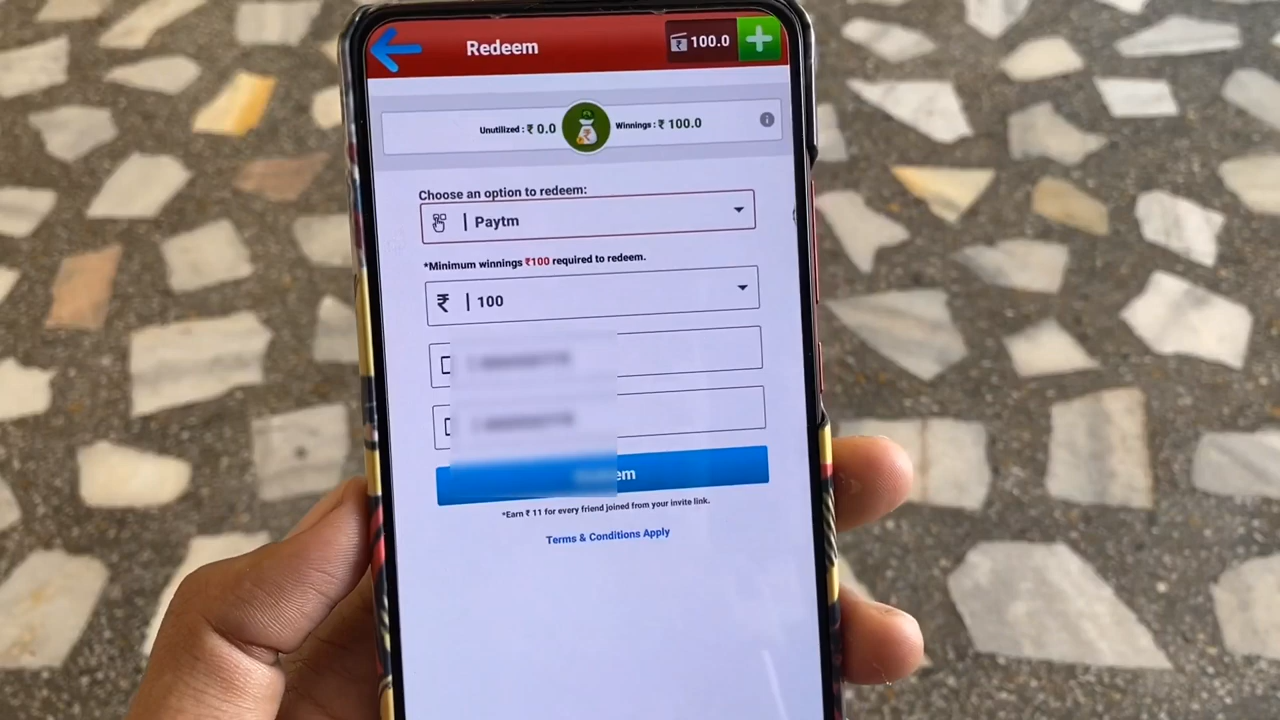 Redeem
₹ 100.0
Unutilized : ₹ 0.0
Winnings : ₹ 100.0
Choose an option to redeem:
Paytm
*Minimum winnings ₹100 required to redeem.
₹ | 100
*Earn ₹ 11 for every friend joined from your invite link.
Terms & Conditions Apply